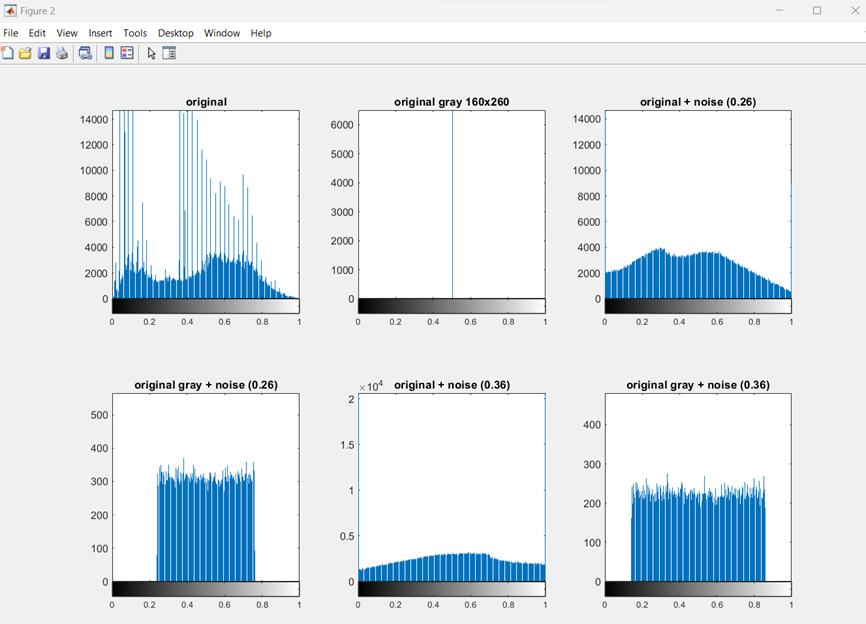 Figure 2
File Edit View Insert Tools Desktop Window Help
original
14000
12000
10000
8000
6000
4000
2000
0
0 0.2 0.4 0.6 0.8 1
original gray 160x260
6000
5000
4000
3000
2000
1000
0
0 0.2 0.4 0.6 0.8 1
original + noise (0.26)
14000
12000
10000
8000
6000
4000
2000
0
0 0.2 0.4 0.6 0.8 1
original gray + noise (0.26)
500
400
300
200
100
0
0 0.2 0.4 0.6 0.8 1
original + noise (0.36)
×10⁴
2
1.5
1
0.5
0
0 0.2 0.4 0.6 0.8 1
original gray + noise (0.36)
400
300
200
100
0
0 0.2 0.4 0.6 0.8 1